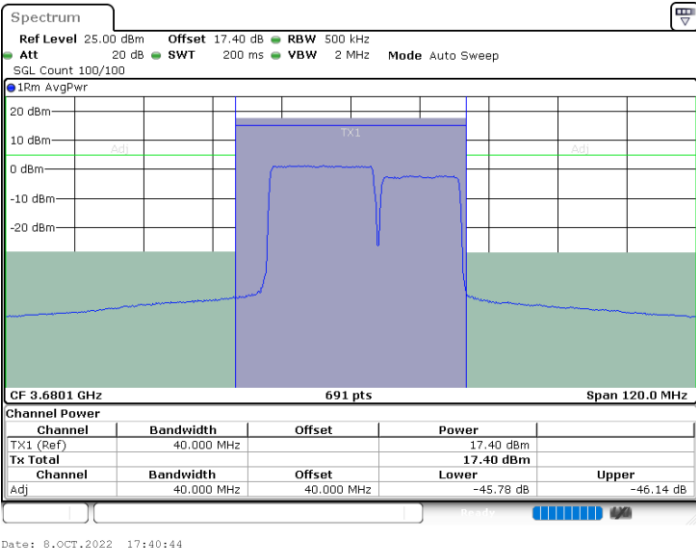 Spectrum
Ref Level 25.00 dBm Offset 17.40 dB RBW 500 kHz
Att 20 dB SWT 200 ms VBW 2 MHz Mode Auto Sweep
SGL Count 100/100
1Rm AvgPwr
20 dBm
TX1
10 dBm
Adj Adj
0 dBm
-10 dBm
-20 dBm
CF 3.6801 GHz 691 pts Span 120.0 MHz
Channel Power
Channel Bandwidth Offset Power
TX1 (Ref) 40.000 MHz 17.40 dBm
Tx Total 17.40 dBm
Channel Bandwidth Offset Lower Upper
Adj 40.000 MHz 40.000 MHz -45.78 dB -46.14 dB
Ready
Date: 8.OCT.2022 17:40:44